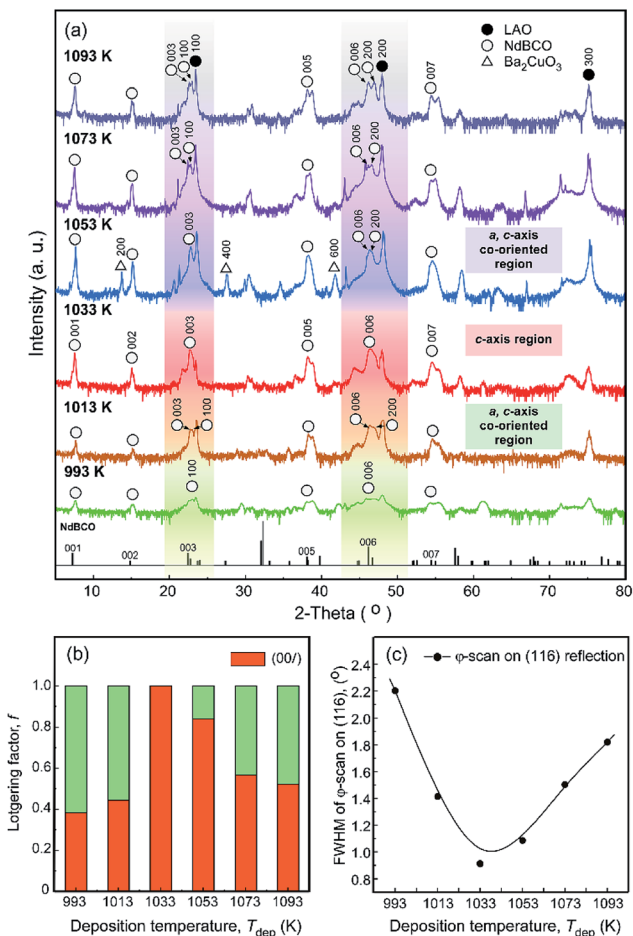 (a)
LAO
NdBCO
Ba₂CuO₃
1093 K
003
100
100
005
006
200
200
007
300
1073 K
003
100
006
200
1053 K
200
003
400
600
006
200
a, c-axis
co-oriented
region
1033 K
001
002
003
005
006
007
c-axis region
1013 K
003
100
006
200
a, c-axis
co-oriented
region
993 K
100
006
NdBCO
001
002
003
005
006
007
Intensity (a. u.)
10 20 30 40 50 60 70 80
2-Theta (°)
(b)
(00l)
1.0
0.8
0.6
0.4
0.2
0
Lotgering factor, f
993 1013 1033 1053 1073 1093
Deposition temperature, T_dep (K)
(c)
φ-scan on (116) reflection
2.4
2.2
2.0
1.8
1.6
1.4
1.2
1.0
0.8
FWHM of φ-scan on (116), (°)
993 1013 1033 1053 1073 1093
Deposition temperature, T_dep (K)